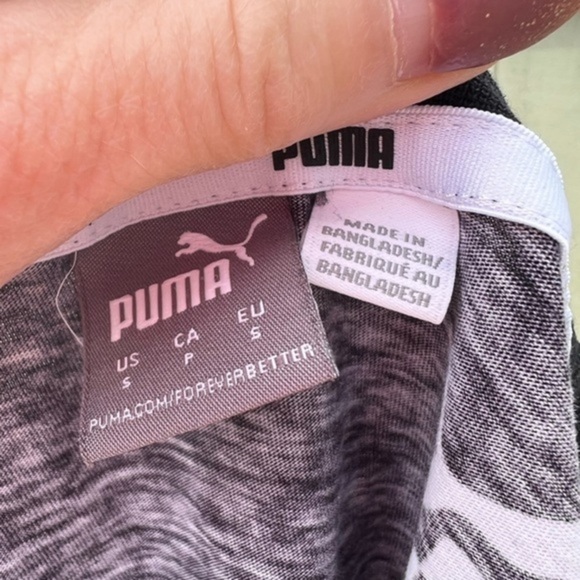 PUMA
PUMA
US CA EU
S P S
PUMA.COM/FOREVERBETTER
MADE IN
BANGLADESH/
FABRIQUÉ AU
BANGLADESH